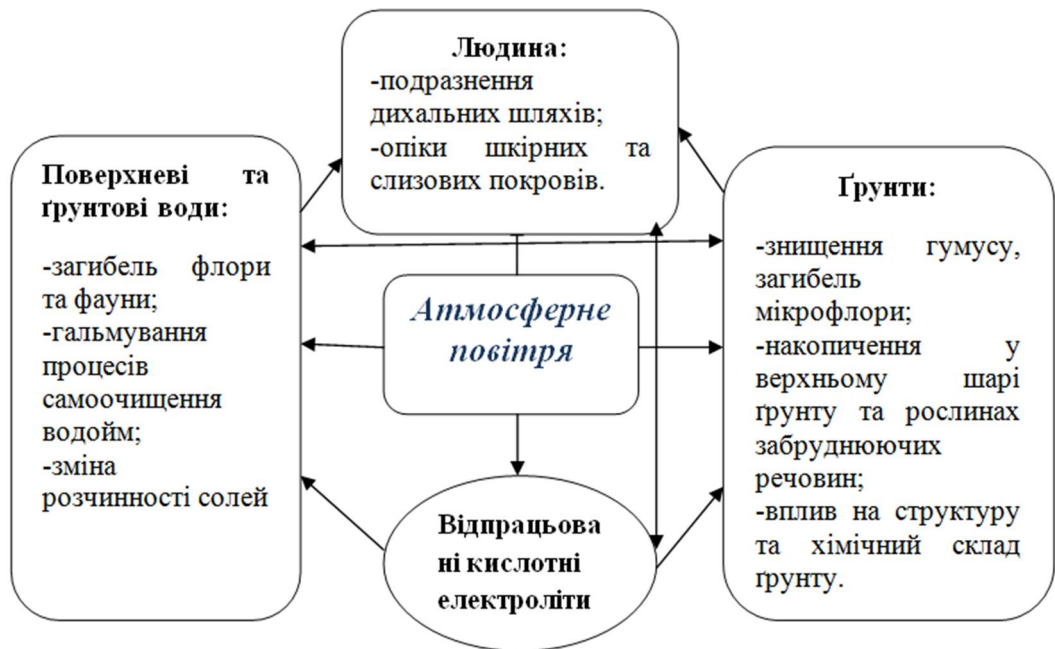 Людина:
-подразнення
дихальних шляхів;
-опіки шкірних та
слизових покровів.
Поверхневі та
ґрунтові води:
-загибель флори
та фауни;
-гальмування
процесів
самоочищення
водойм;
-зміна
розчинності солей
Атмосферне
повітря
Ґрунти:
-знищення гумусу,
загибель
мікрофлори;
-накопичення у
верхньому шарі
ґрунту та рослинах
забруднюючих
речовин;
-вплив на структуру
та хімічний склад
ґрунту.
Відпрацьова
ні кислотні
електроліти